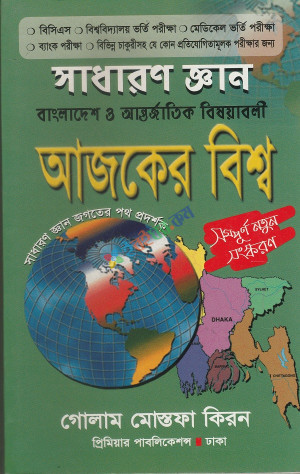 ○ বিসিএস ○ বিশ্ববিদ্যালয় ভর্তি পরীক্ষা ○ মেডিকেল ভর্তি পরীক্ষা
○ ব্যাংক পরীক্ষা ○ বিভিন্ন চাকুরীসহ যে কোন প্রতিযোগিতামূলক পরীক্ষার জন্য
সাধারণ জ্ঞান
বাংলাদেশ ও আন্তর্জাতিক বিষয়াবলী
আজকের বিশ্ব
সাধারণ জ্ঞান জগতের পথ প্রদর্শক
সম্পূর্ণ নতুন
সংস্করণ
DHAKA
SYLHET
গোলাম মোস্তফা কিরন
প্রিমিয়ার পাবলিকেশন্স ঢাকা